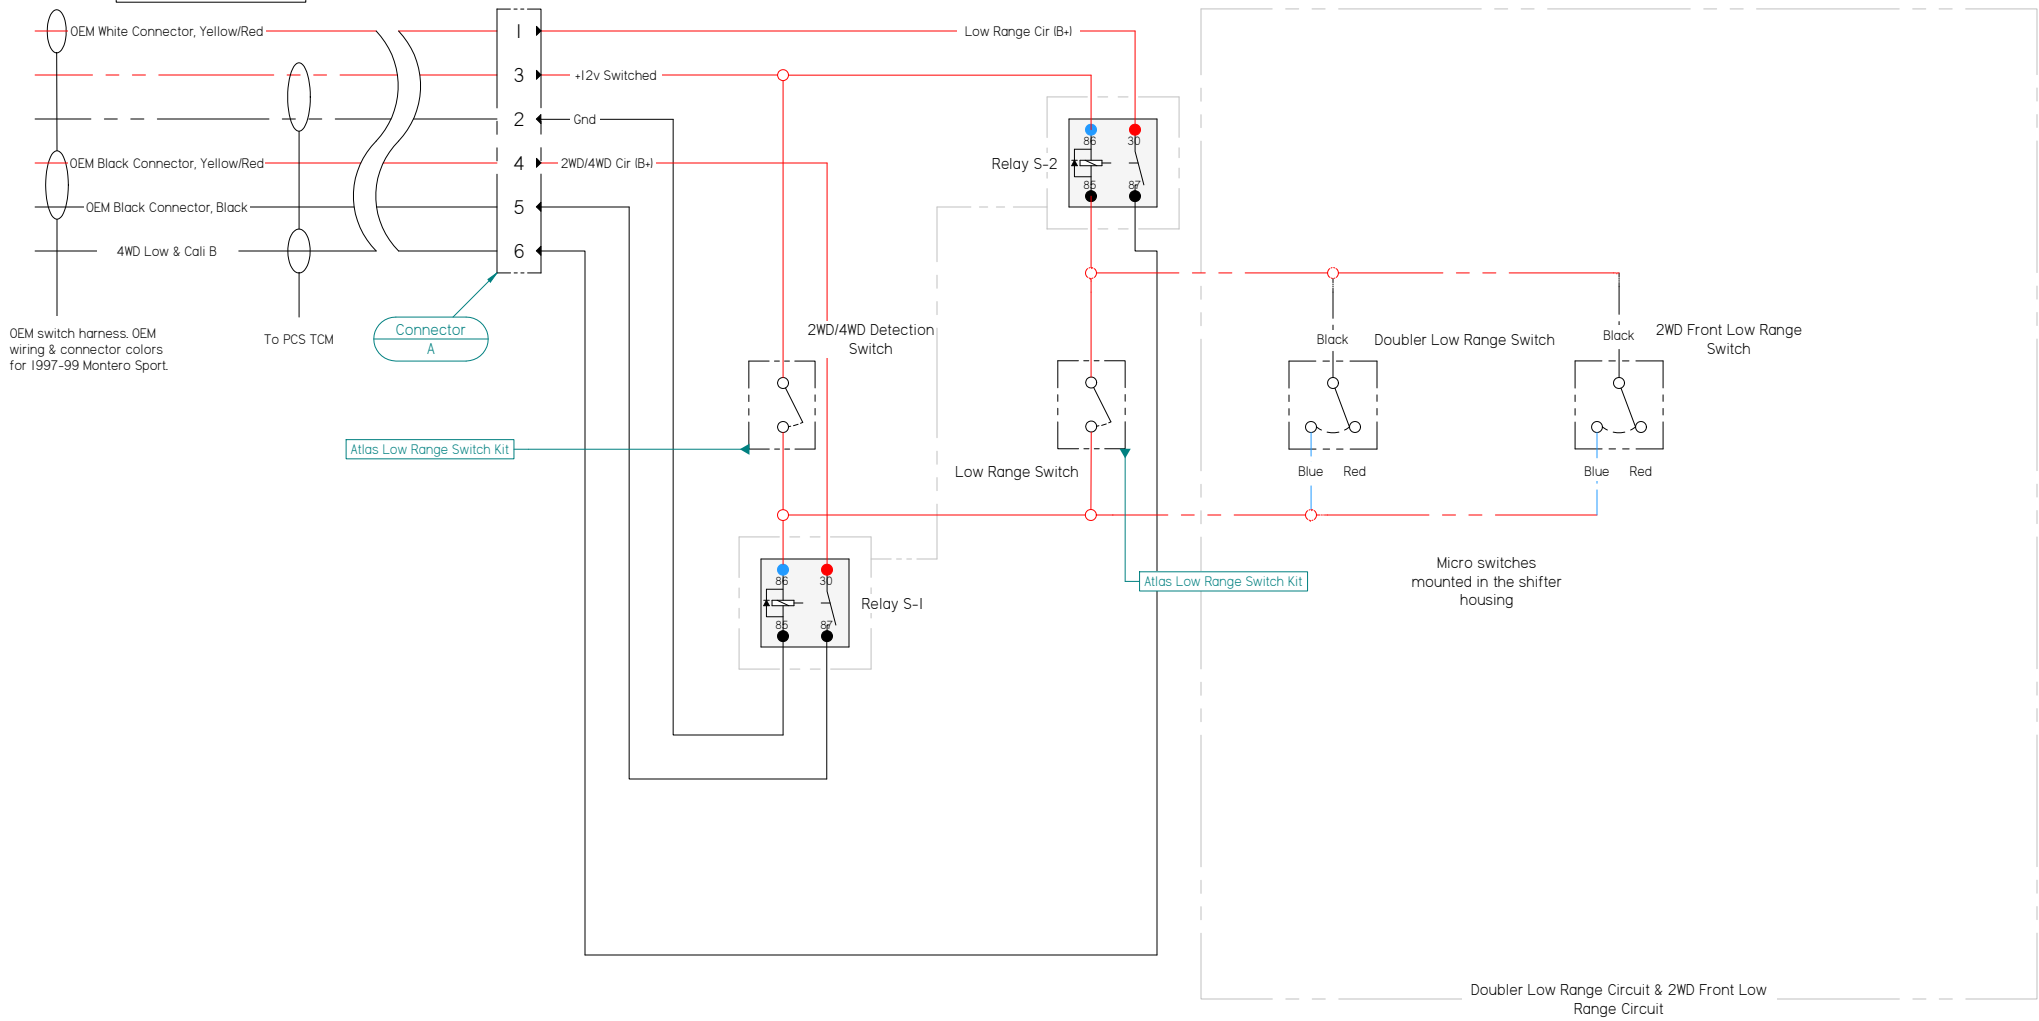 OEM White Connector, Yellow/Red
1
Low Range Cir (B+)
3
+12v Switched
2
Gnd
OEM Black Connector, Yellow/Red
4
2WD/4WD Cir (B+)
OEM Black Connector, Black
5
4WD Low & Cali B
6
86
30
Relay S-2
85
87
OEM switch harness. OEM
wiring & connector colors
for 1997-99 Montero Sport.
To PCS TCM
Connector
A
2WD/4WD Detection
Switch
Black
Doubler Low Range Switch
Black
2WD Front Low Range
Switch
Atlas Low Range Switch Kit
Low Range Switch
Blue
Red
Blue
Red
86
30
Relay S-1
85
87
Atlas Low Range Switch Kit
Micro switches
mounted in the shifter
housing
Doubler Low Range Circuit & 2WD Front Low
Range Circuit